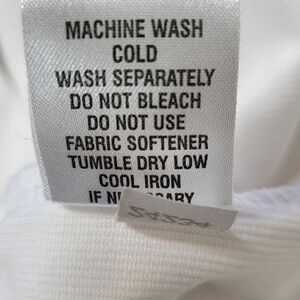 MACHINE WASH
COLD
WASH SEPARATELY
DO NOT BLEACH
DO NOT USE
FABRIC SOFTENER
TUMBLE DRY LOW
COOL IRON
IF